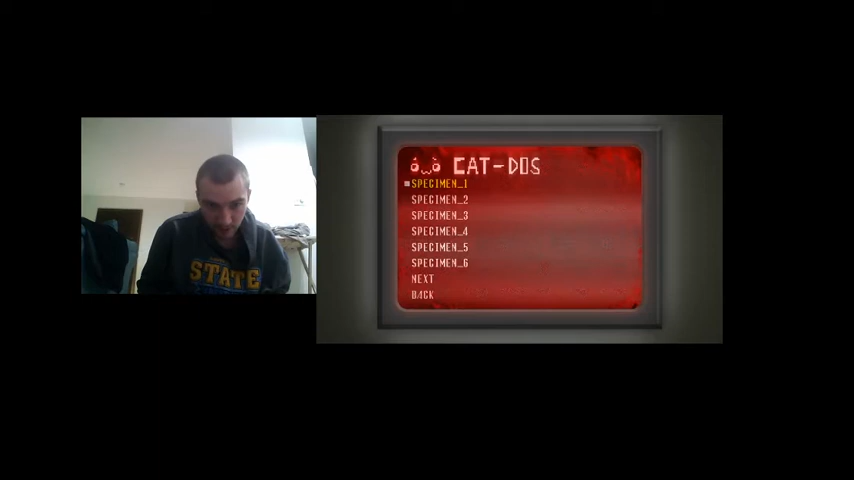 STATE
CAT-DOS
SPECIMEN_1
SPECIMEN_2
SPECIMEN_3
SPECIMEN_4
SPECIMEN_5
SPECIMEN_6
NEXT
BACK